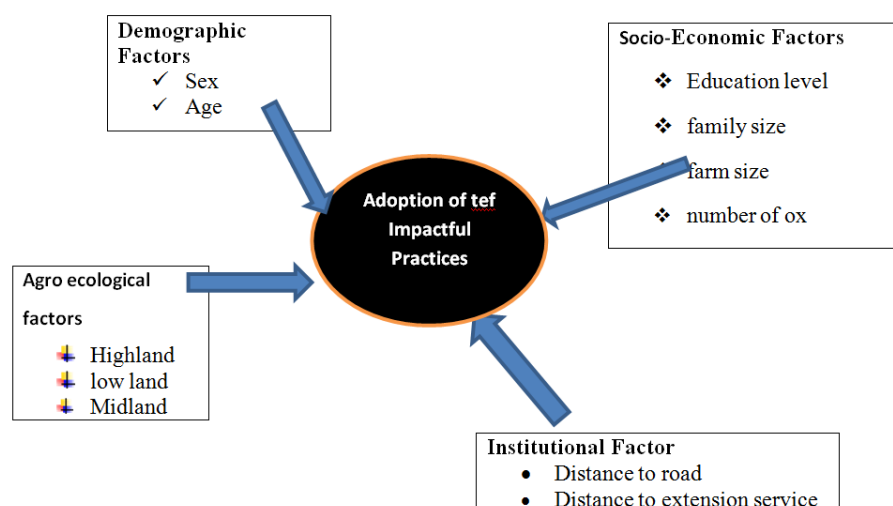 Demographic
Factors
✓ Sex
✓ Age
Socio-Economic Factors
❖ Education level
❖ family size
❖ farm size
❖ number of ox
Adoption of tef
Impactful
Practices
Agro ecological
factors
Highland
low land
Midland
Institutional Factor
• Distance to road
• Distance to extension service